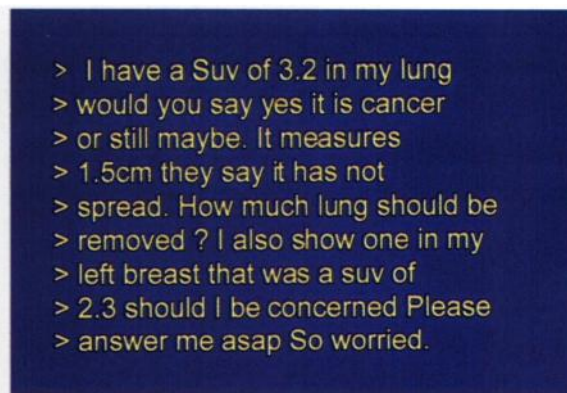 > I have a Suv of 3.2 in my lung
> would you say yes it is cancer
> or still maybe. It measures
> 1.5cm they say it has not
> spread. How much lung should be
> removed ? I also show one in my
> left breast that was a suv of
> 2.3 should I be concerned Please
> answer me asap So worried.